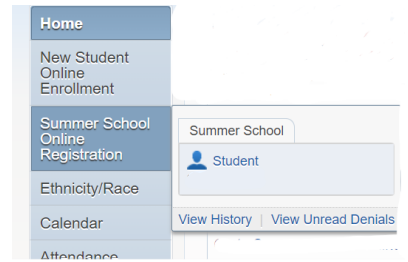 Home
New Student
Online
Enrollment
Summer School
Online
Registration
Summer School
Student
Ethnicity/Race
View History | View Unread Denials
Calendar
Attendance